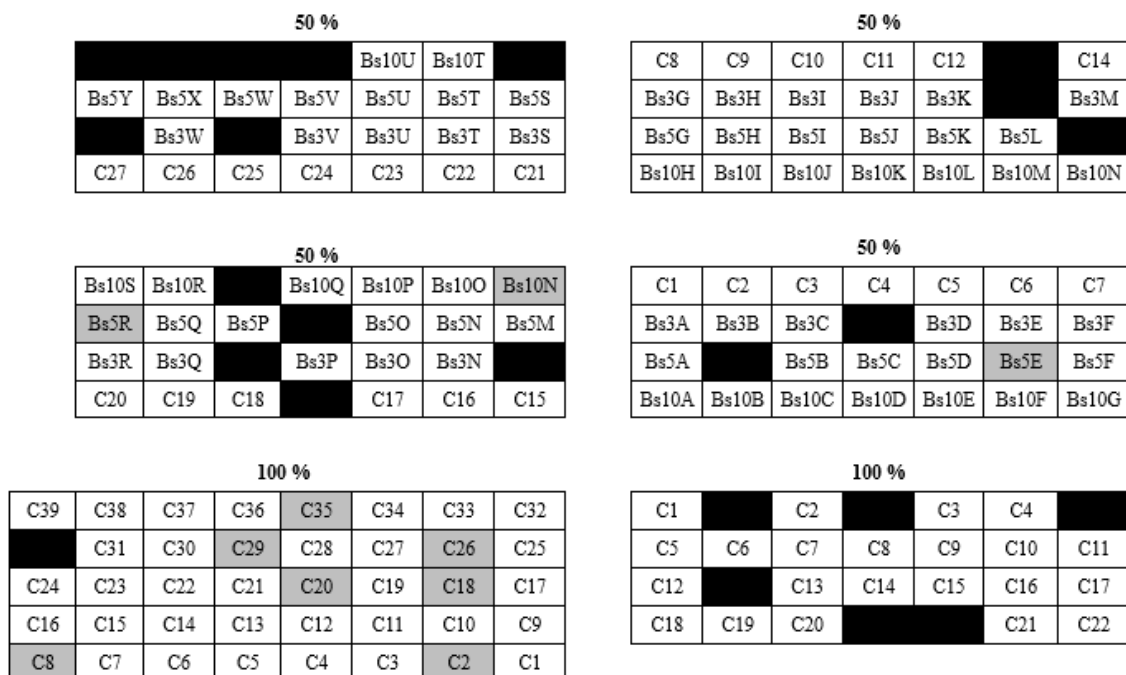 50 %
Bs10U Bs10T
Bs5Y Bs5X Bs5W Bs5V Bs5U Bs5T Bs5S
Bs3W Bs3V Bs3U Bs3T Bs3S
C27 C26 C25 C24 C23 C22 C21
50 %
C8 C9 C10 C11 C12 C14
Bs3G Bs3H Bs3I Bs3J Bs3K Bs3M
Bs5G Bs5H Bs5I Bs5J Bs5K Bs5L
Bs10H Bs10I Bs10J Bs10K Bs10L Bs10M Bs10N
50 %
Bs10S Bs10R Bs10Q Bs10P Bs10O Bs10N
Bs5R Bs5Q Bs5P Bs5O Bs5N Bs5M
Bs3R Bs3Q Bs3P Bs3O Bs3N
C20 C19 C18 C17 C16 C15
50 %
C1 C2 C3 C4 C5 C6 C7
Bs3A Bs3B Bs3C Bs3D Bs3E Bs3F
Bs5A Bs5B Bs5C Bs5D Bs5E Bs5F
Bs10A Bs10B Bs10C Bs10D Bs10E Bs10F Bs10G
100 %
C39 C38 C37 C36 C35 C34 C33 C32
C31 C30 C29 C28 C27 C26 C25
C24 C23 C22 C21 C20 C19 C18 C17
C16 C15 C14 C13 C12 C11 C10 C9
C8 C7 C6 C5 C4 C3 C2 C1
100 %
C1 C2 C3 C4
C5 C6 C7 C8 C9 C10 C11
C12 C13 C14 C15 C16 C17
C18 C19 C20 C21 C22